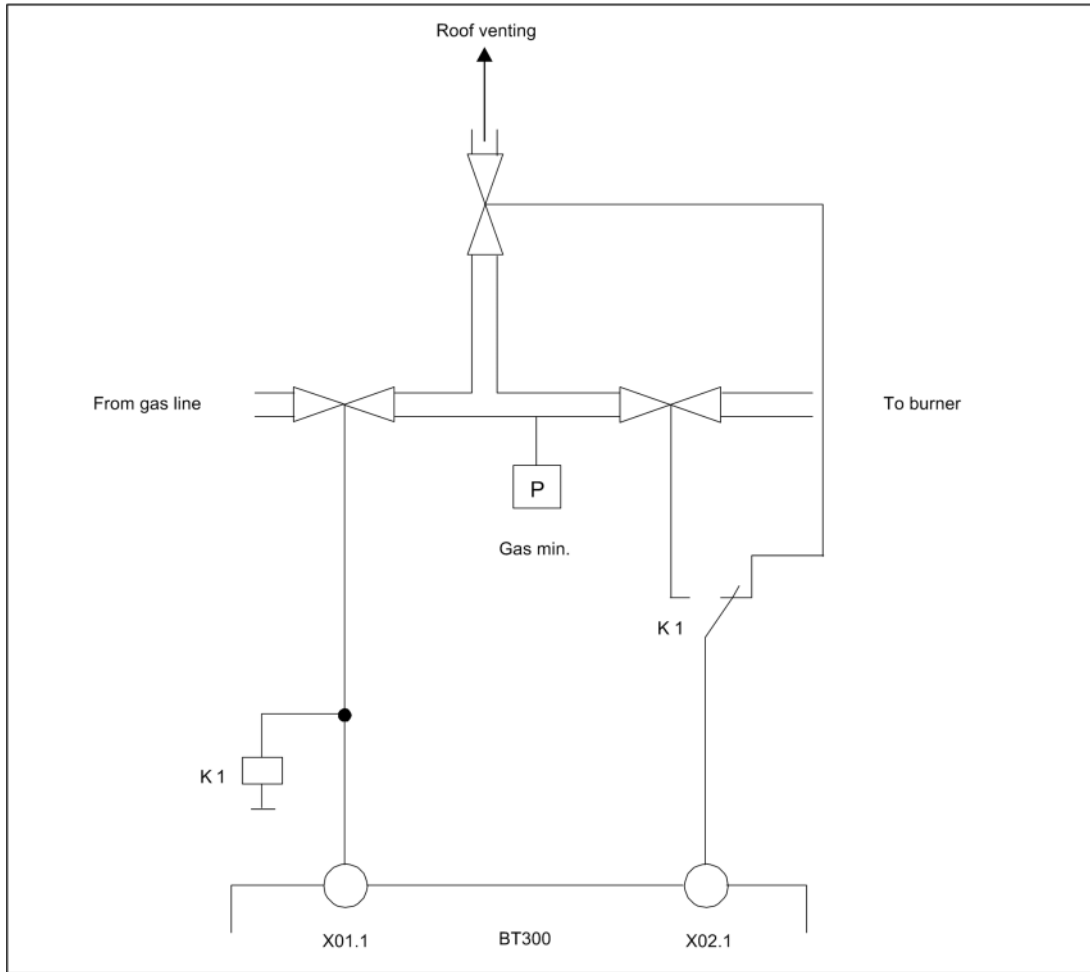 Roof venting
From gas line
To burner
P
Gas min.
K 1
K 1
X01.1
BT300
X02.1